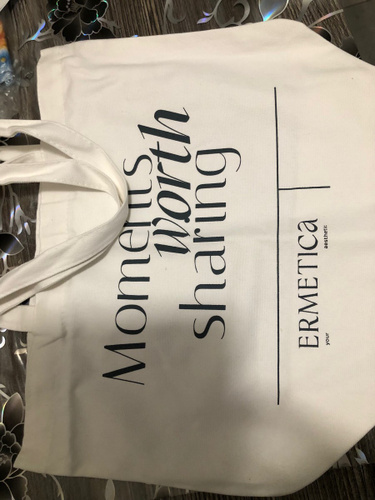 Moments
worth
sharing
ERMETICA
your aesthetic